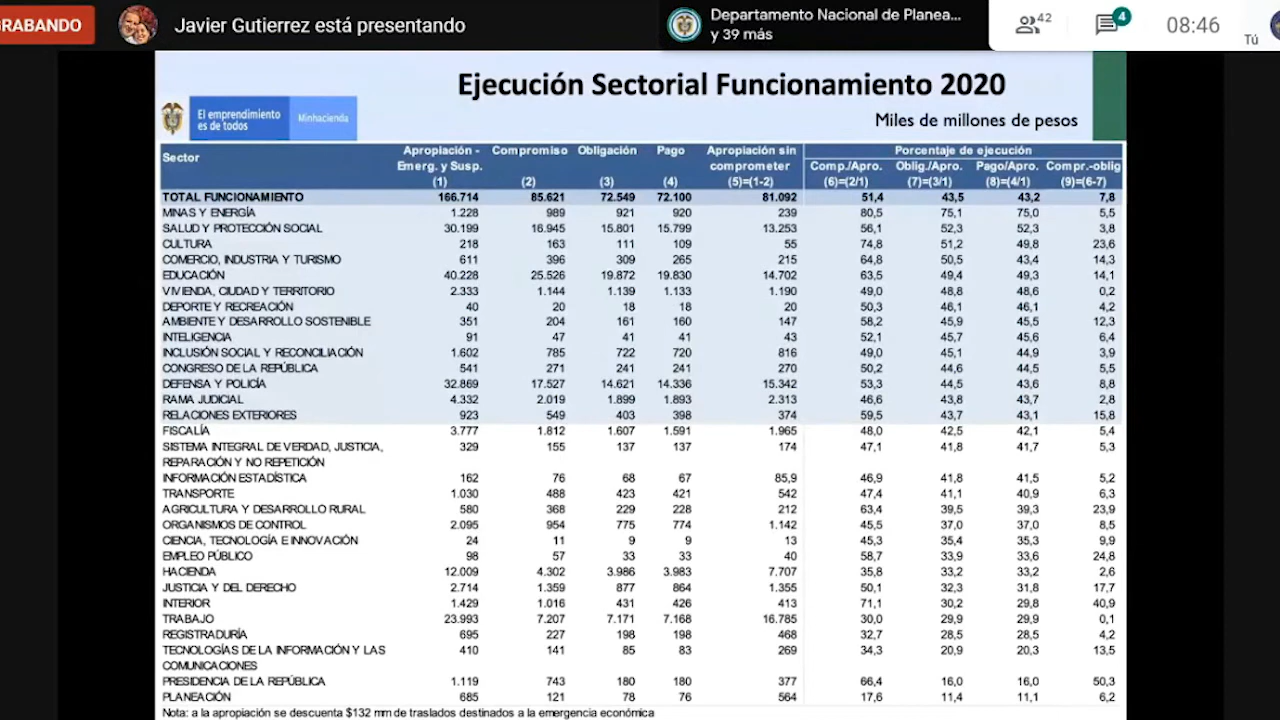 GRABANDO
Javier Gutierrez está presentando
Departamento Nacional de Planea...
y 39 más
42
4
08:46
Tú
Ejecución Sectorial Funcionamiento 2020
El emprendimiento
es de todos
Minhacienda
Miles de millones de pesos
Sector Apropiación - Emerg. y Susp. (1) Compromiso (2) Obligación (3) Pago (4) Apropiación sin comprometer (5)=(1-2) Porcentaje de ejecución Comp./Apro. (6)=(2/1) Oblig./Apro. (7)=(3/1) Pago/Apro. (8)=(4/1) Compr.-oblig (9)=(6-7)
TOTAL FUNCIONAMIENTO 166.714 85.621 72.549 72.100 81.092 51,4 43,5 43,2 7,8
MINAS Y ENERGÍA 1.228 989 921 920 239 80,5 75,1 75,0 5,5
SALUD Y PROTECCIÓN SOCIAL 30.199 16.945 15.801 15.799 13.253 56,1 52,3 52,3 3,8
CULTURA 218 163 111 109 55 74,8 51,2 49,8 23,6
COMERCIO, INDUSTRIA Y TURISMO 611 396 309 265 215 64,8 50,5 43,4 14,3
EDUCACIÓN 40.228 25.526 19.872 19.830 14.702 63,5 49,4 49,3 14,1
VIVIENDA, CIUDAD Y TERRITORIO 2.333 1.144 1.139 1.133 1.190 49,0 48,8 48,6 0,2
DEPORTE Y RECREACIÓN 40 20 18 18 20 50,3 46,1 46,1 4,2
AMBIENTE Y DESARROLLO SOSTENIBLE 351 204 161 160 147 58,2 45,9 45,5 12,3
INTELIGENCIA 91 47 41 41 43 52,1 45,7 45,6 6,4
INCLUSIÓN SOCIAL Y RECONCILIACIÓN 1.602 785 722 720 816 49,0 45,1 44,9 3,9
CONGRESO DE LA REPÚBLICA 541 271 241 241 270 50,2 44,6 44,5 5,5
DEFENSA Y POLICÍA 32.869 17.527 14.621 14.336 15.342 53,3 44,5 43,6 8,8
RAMA JUDICIAL 4.332 2.019 1.899 1.893 2.313 46,6 43,8 43,7 2,8
RELACIONES EXTERIORES 923 549 403 398 374 59,5 43,7 43,1 15,8
FISCALÍA 3.777 1.812 1.607 1.591 1.965 48,0 42,5 42,1 5,4
SISTEMA INTEGRAL DE VERDAD, JUSTICIA, 329 155 137 137 174 47,1 41,8 41,7 5,3
REPARACIÓN Y NO REPETICIÓN
INFORMACIÓN ESTADÍSTICA 162 76 68 67 85,9 46,9 41,8 41,5 5,2
TRANSPORTE 1.030 488 423 421 542 47,4 41,1 40,9 6,3
AGRICULTURA Y DESARROLLO RURAL 580 368 229 228 212 63,4 39,5 39,3 23,9
ORGANISMOS DE CONTROL 2.095 954 775 774 1.142 45,5 37,0 37,0 8,5
CIENCIA, TECNOLOGÍA E INNOVACIÓN 24 11 9 9 13 45,3 35,4 35,3 9,9
EMPLEO PÚBLICO 98 57 33 33 40 58,7 33,9 33,6 24,8
HACIENDA 12.009 4.302 3.986 3.983 7.707 35,8 33,2 33,2 2,6
JUSTICIA Y DEL DERECHO 2.714 1.359 877 864 1.355 50,1 32,3 31,8 17,7
INTERIOR 1.429 1.016 431 426 413 71,1 30,2 29,8 40,9
TRABAJO 23.993 7.207 7.171 7.168 16.785 30,0 29,9 29,9 0,1
REGISTRADURÍA 695 227 198 198 468 32,7 28,5 28,5 4,2
TECNOLOGÍAS DE LA INFORMACIÓN Y LAS 410 141 85 83 269 34,3 20,9 20,3 13,5
COMUNICACIONES
PRESIDENCIA DE LA REPÚBLICA 1.119 743 180 180 377 66,4 16,0 16,0 50,3
PLANEACIÓN 685 121 78 76 564 17,6 11,4 11,1 6,2
Nota: a la apropiación se descuenta $132 mm de traslados destinados a la emergencia económica